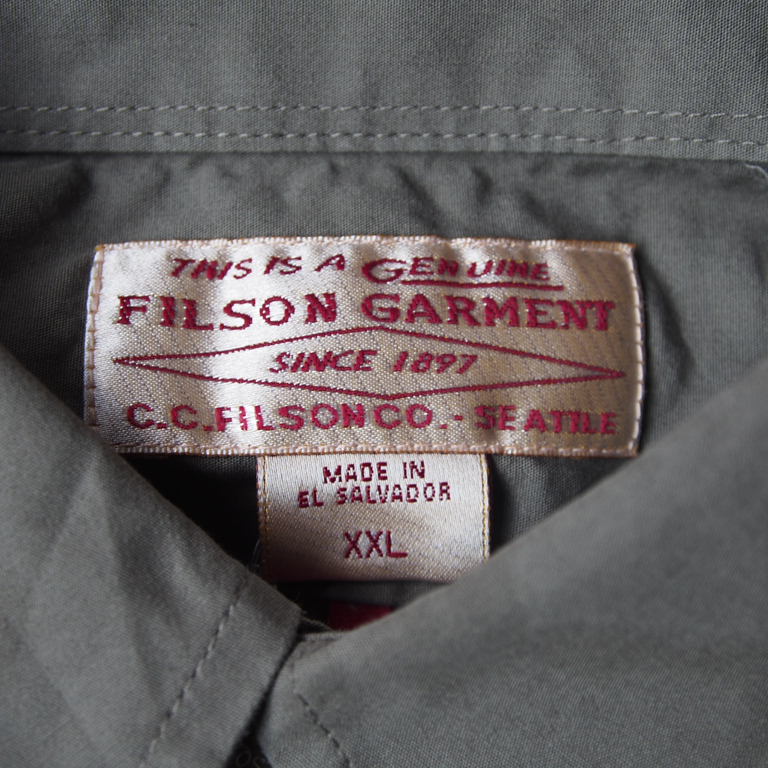 THIS IS A GENUINE
FILSON GARMENT
SINCE 1897
C.C. FILSON CO. - SEATTLE
MADE IN
EL SALVADOR
XXL